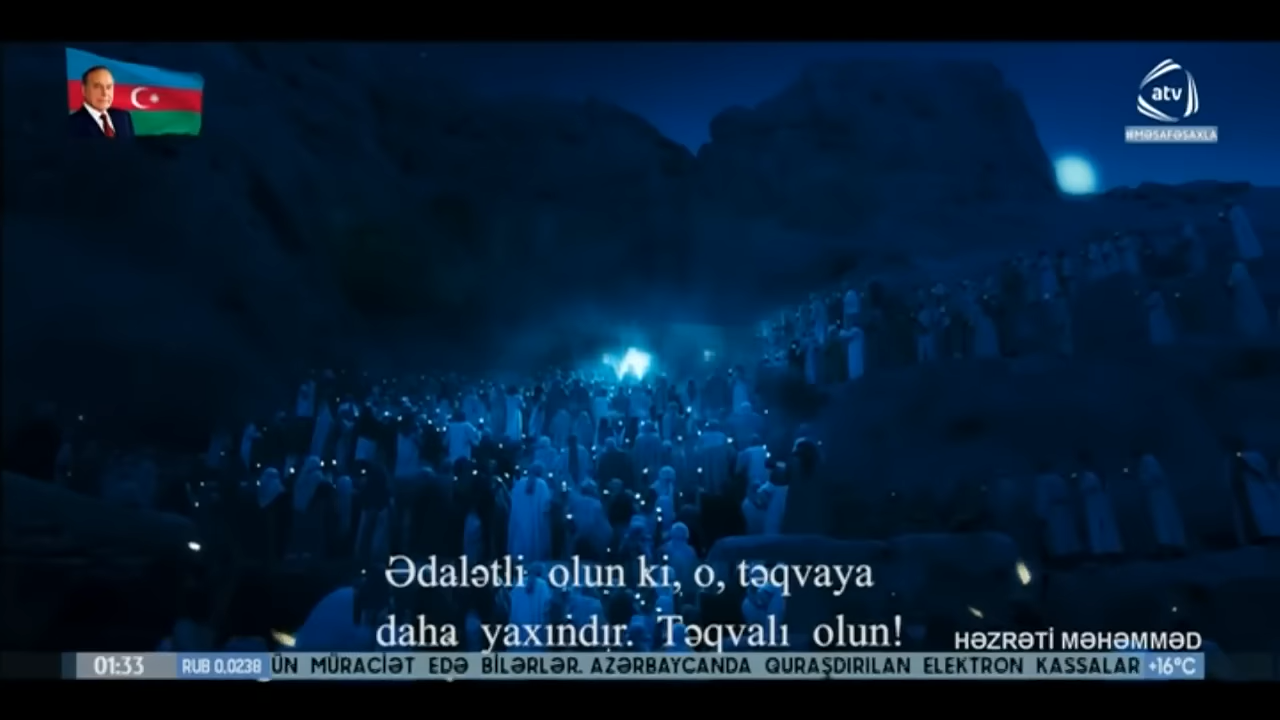 atv
#MƏSAFƏSAXLA
Ədalətli olun ki, o, təqvaya
daha yaxındır. Təqvalı olun!
HƏZRƏTİ MƏHƏMMƏD
01:33 RUB 0.0238 ÜN MÜRACİƏT EDƏ BİLƏRLƏR. AZƏRBAYCANDA QURAŞDIRILAN ELEKTRON KASSALAR +16°C